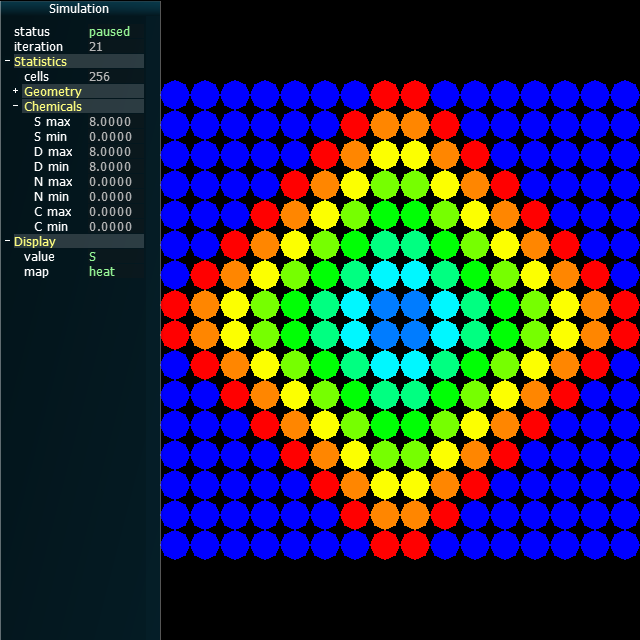 Simulation
status paused
iteration 21
- Statistics
cells 256
+ Geometry
- Chemicals
S max 8.0000
S min 0.0000
D max 8.0000
D min 8.0000
N max 0.0000
N min 0.0000
C max 0.0000
C min 0.0000
- Display
value S
map heat